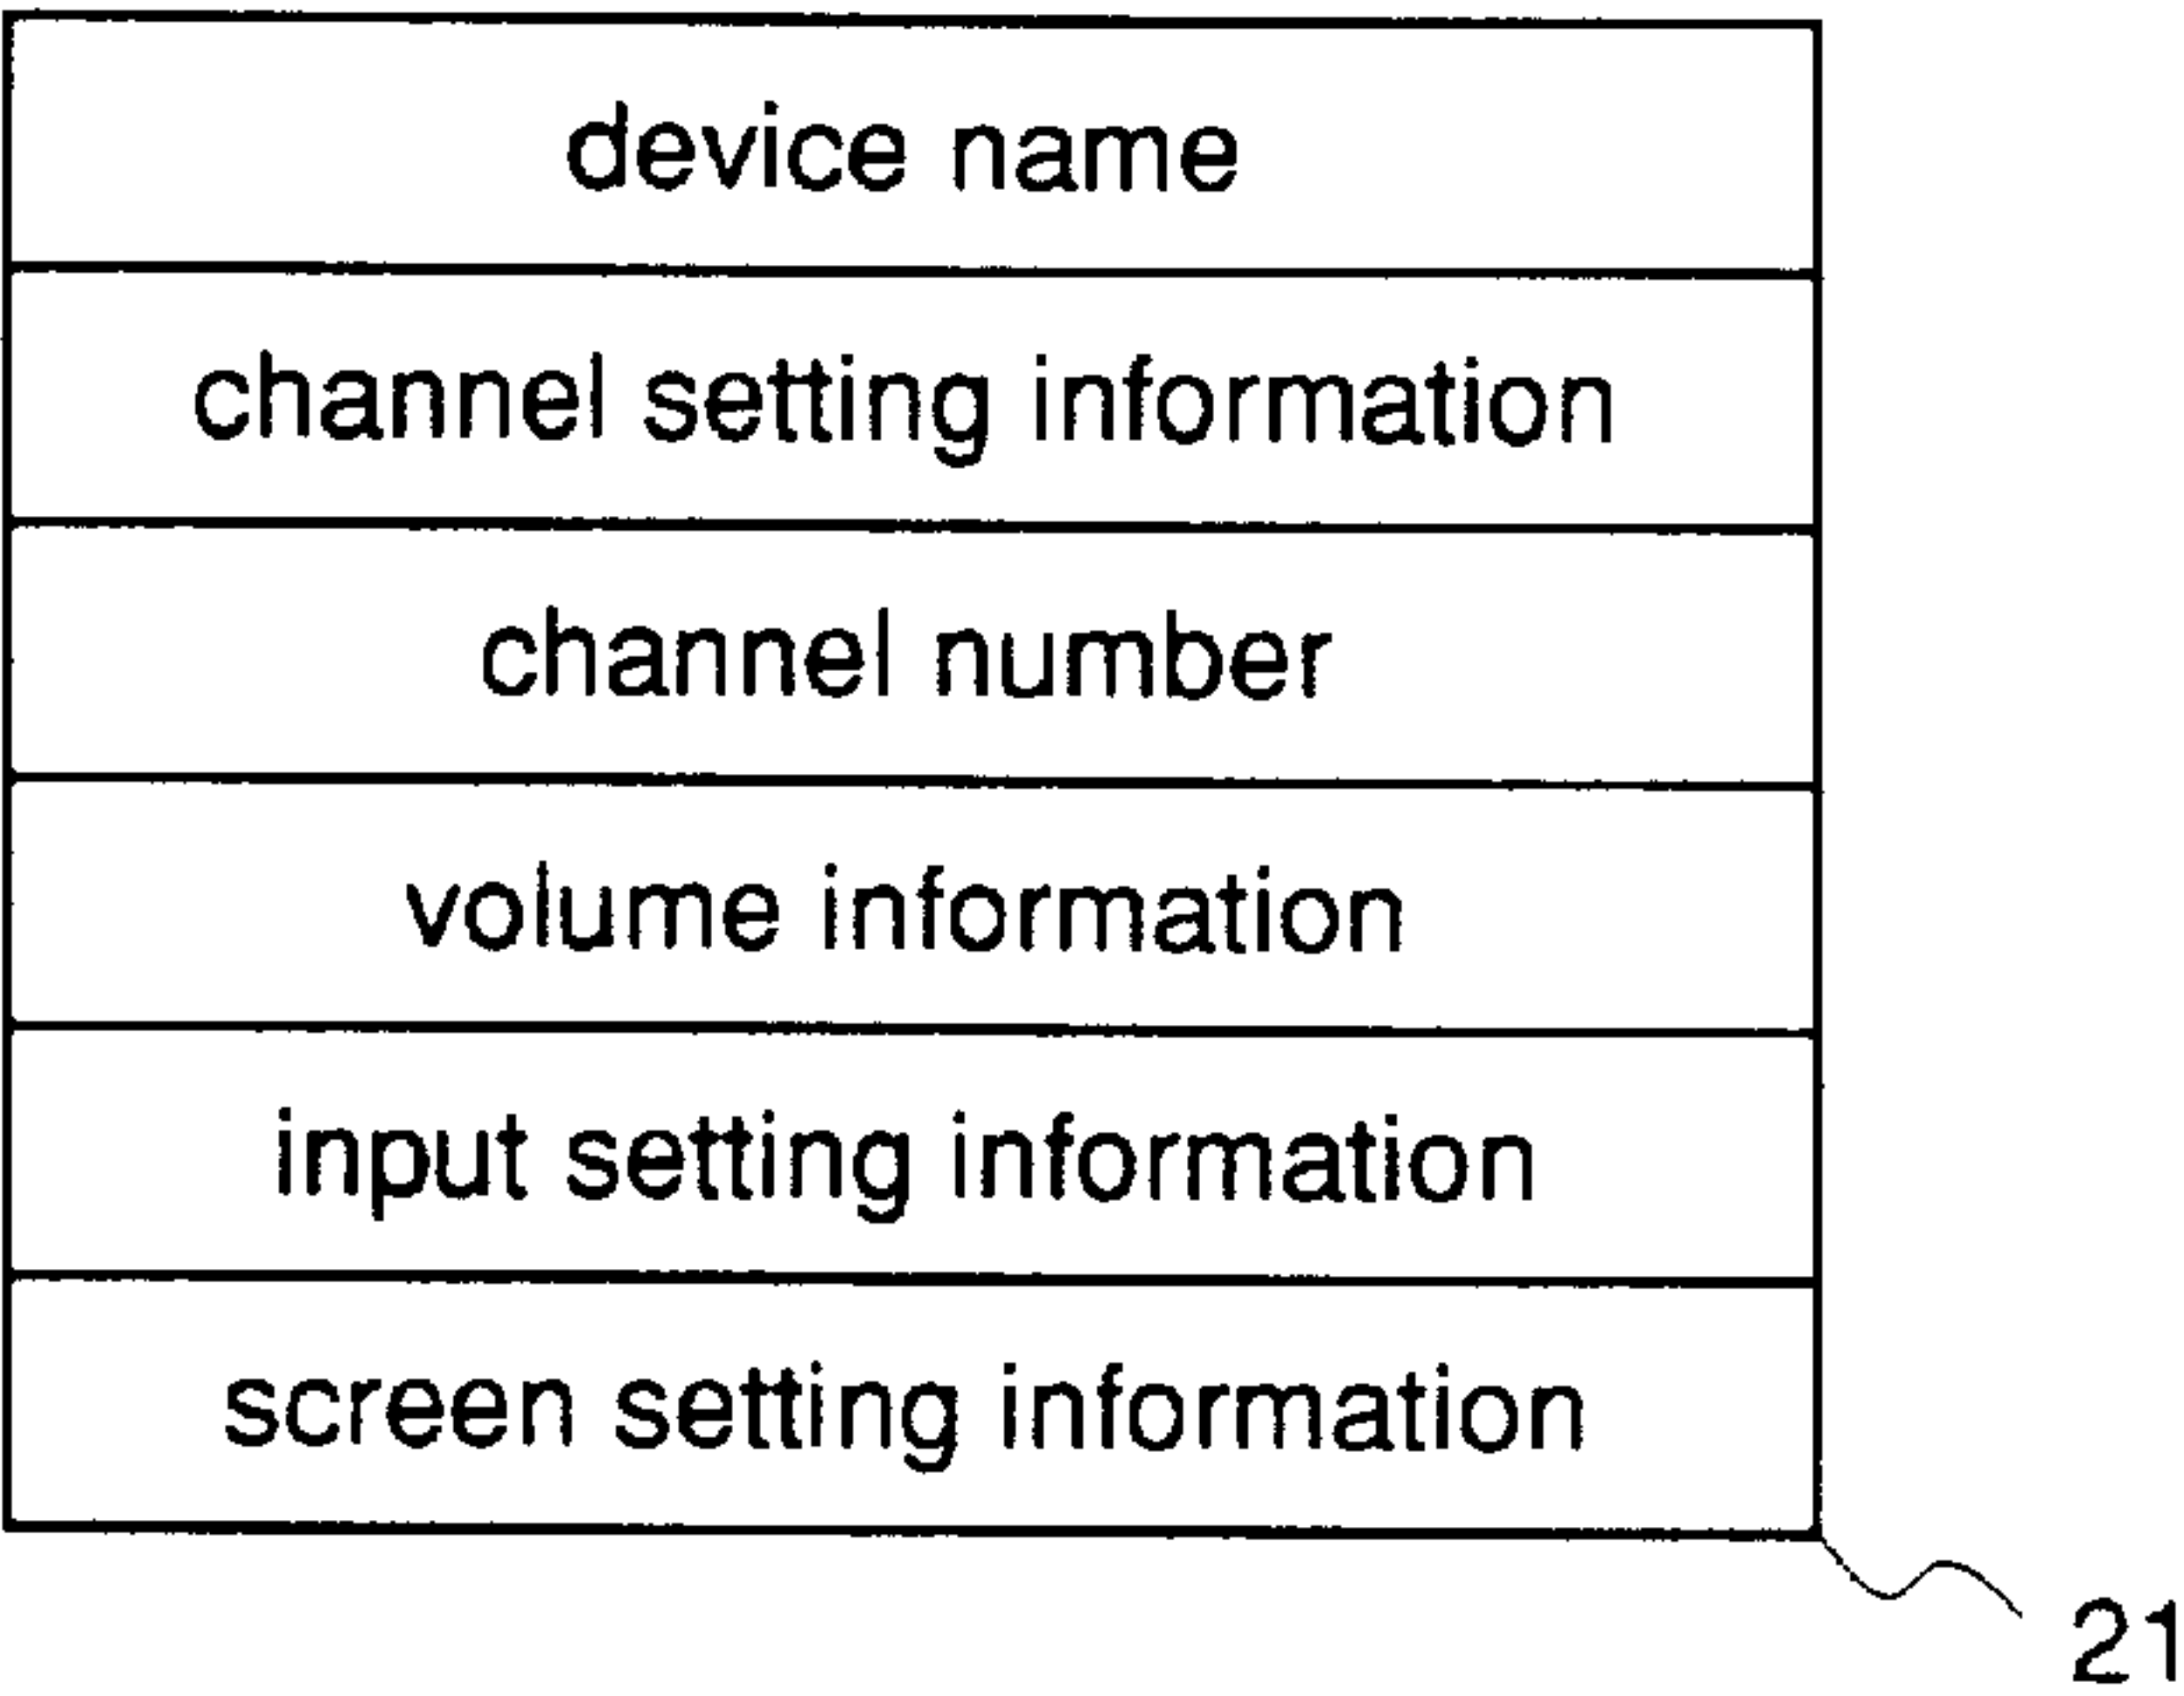 device name
channel setting information
channel number
volume information
input setting information
screen setting information
21